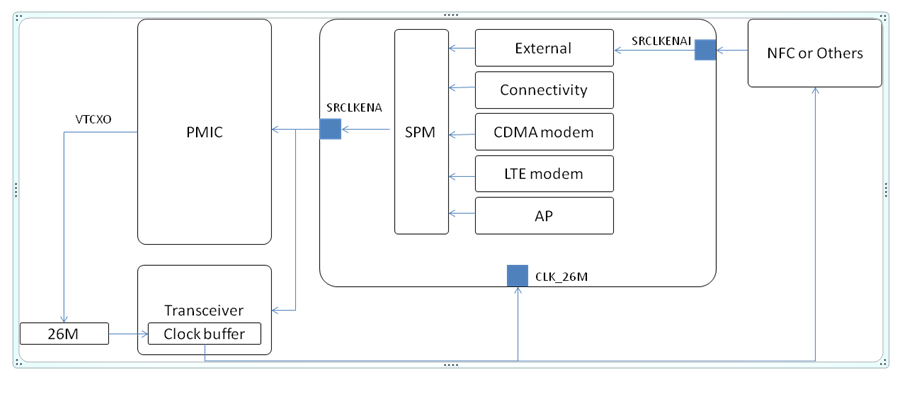 External
SRCLKENAI
NFC or Others
Connectivity
SRCLKENA
VTCXO
PMIC
SPM
CDMA modem
LTE modem
AP
CLK_26M
Transceiver
26M
Clock buffer